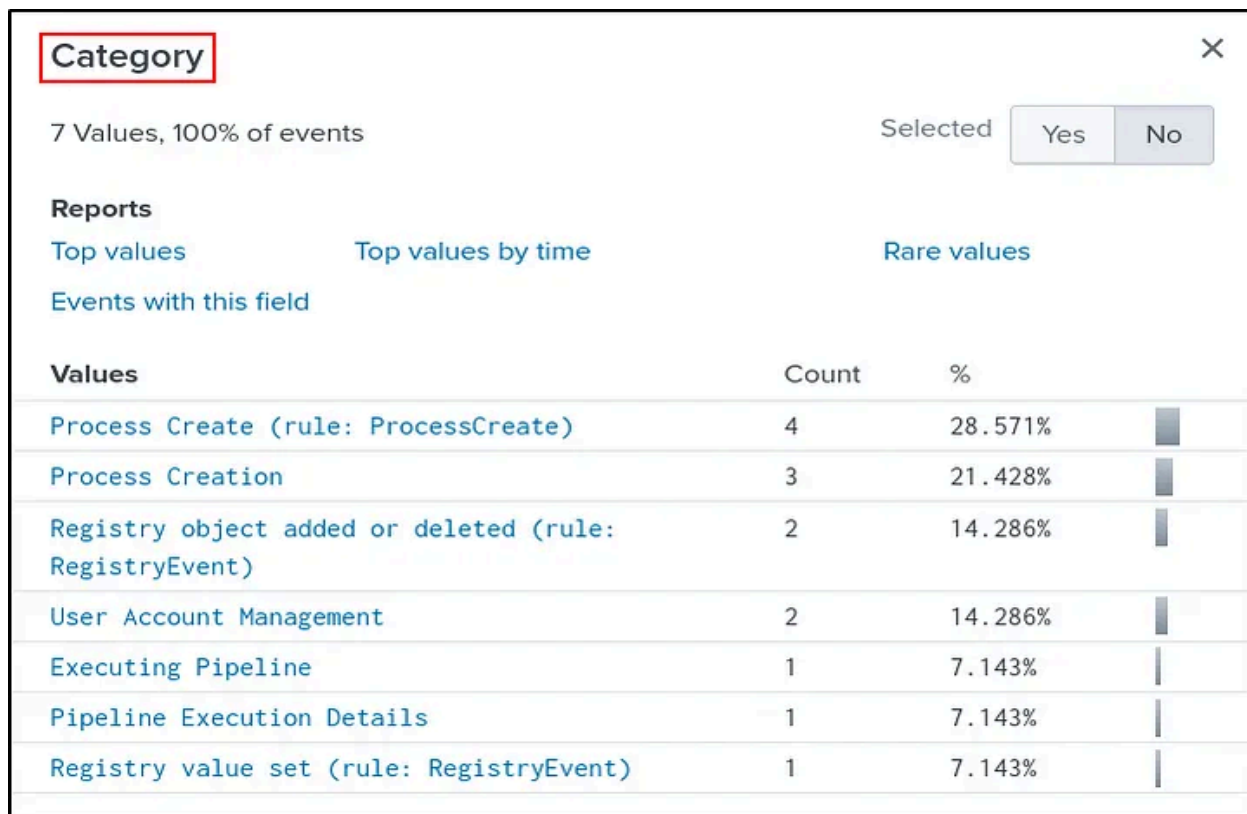 Category
7 Values, 100% of events
Selected Yes No
Reports
Top values Top values by time Rare values
Events with this field
Values Count %
Process Create (rule: ProcessCreate) 4 28.571%
Process Creation 3 21.428%
Registry object added or deleted (rule: 2 14.286%
RegistryEvent)
User Account Management 2 14.286%
Executing Pipeline 1 7.143%
Pipeline Execution Details 1 7.143%
Registry value set (rule: RegistryEvent) 1 7.143%